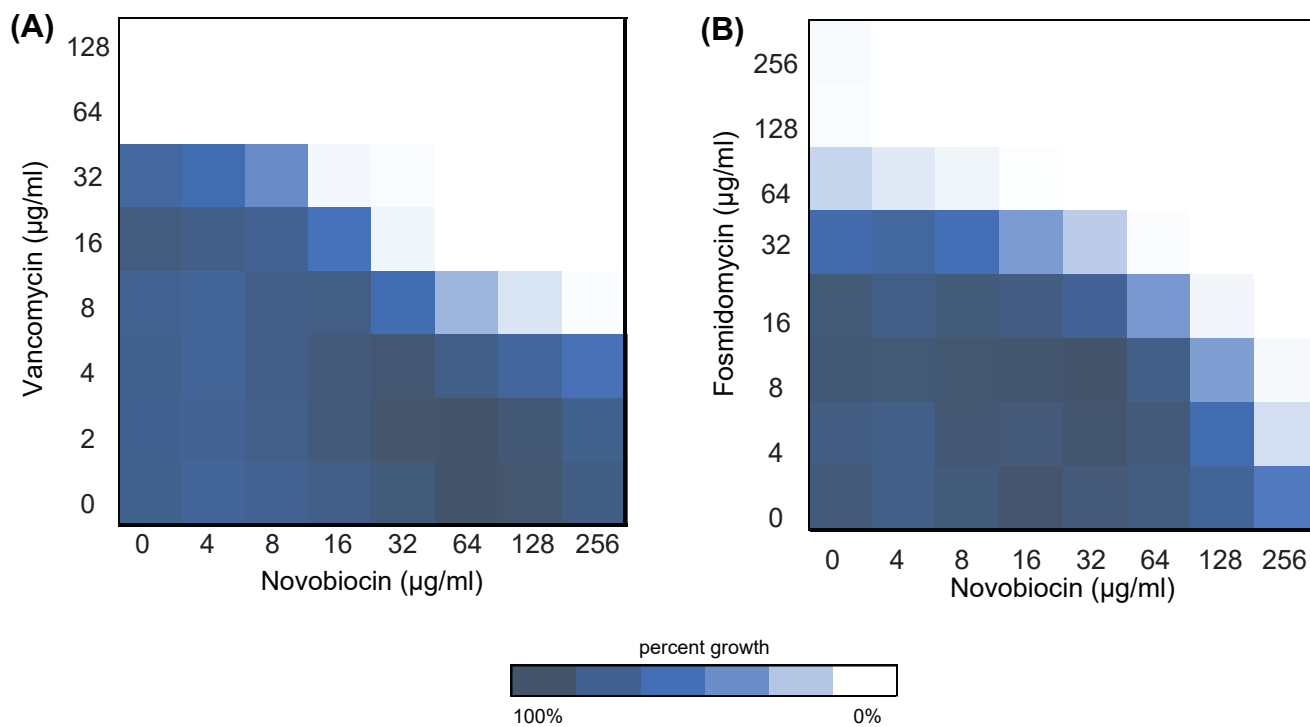 (A)
Vancomycin (µg/ml)
128
64
32
16
8
4
2
0
0 4 8 16 32 64 128 256
Novobiocin (µg/ml)
(B)
Fosmidomycin (µg/ml)
256
128
64
32
16
8
4
0
0 4 8 16 32 64 128 256
Novobiocin (µg/ml)
percent growth
100% 0%